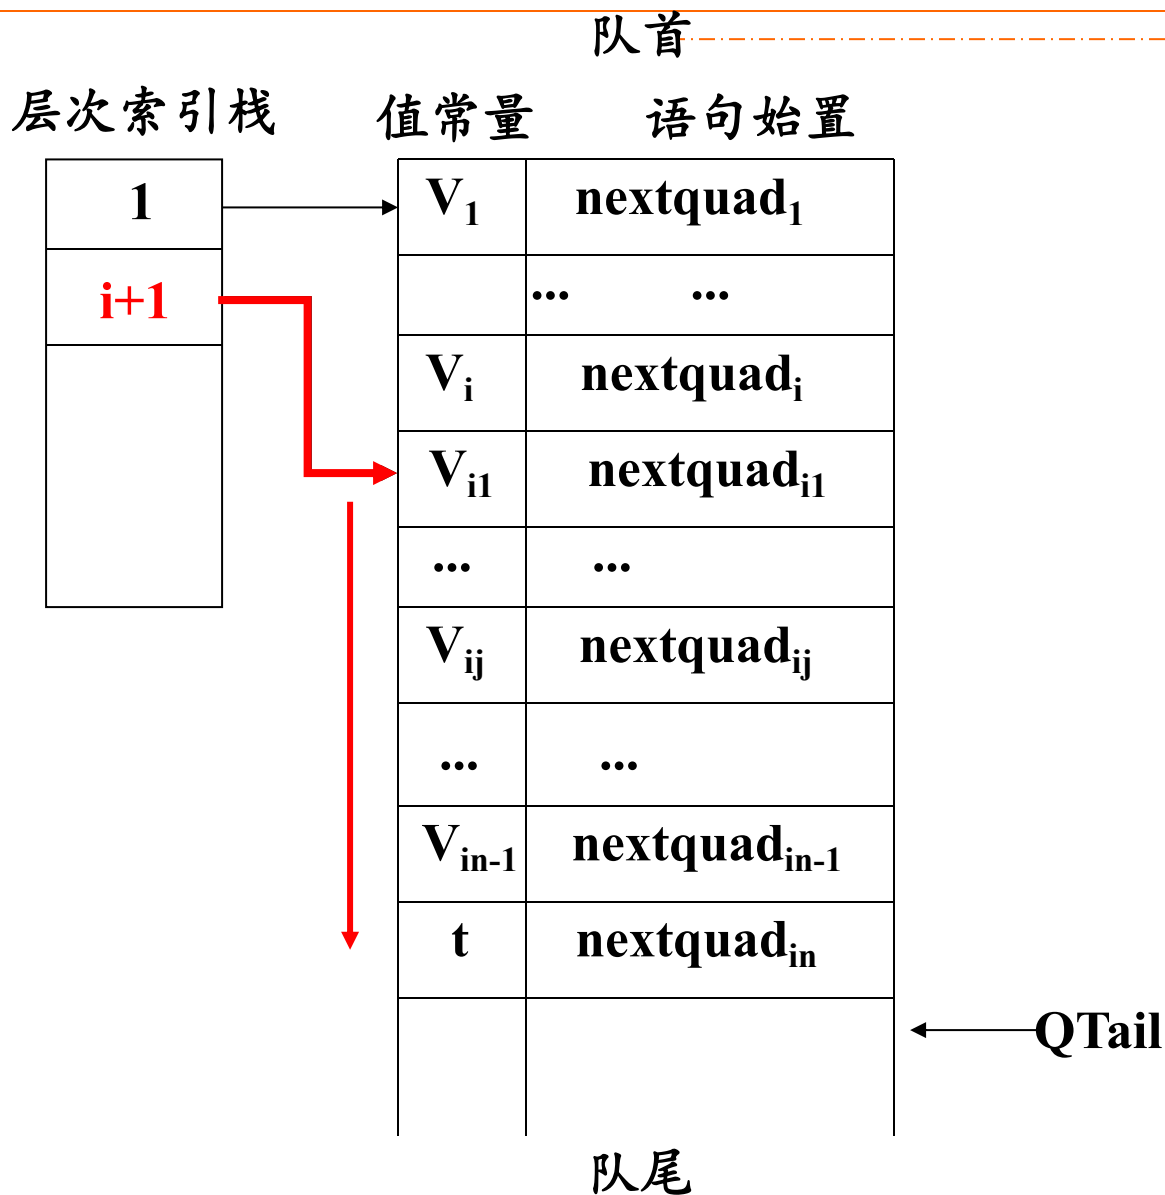 队首
层次索引栈 值常量 语句始置
1 V1 nextquad1
i+1 ... ...
Vi nextquadi
Vi1 nextquadi1
... ...
Vij nextquadij
... ...
Vin-1 nextquadin-1
t nextquadin
QTail
队尾